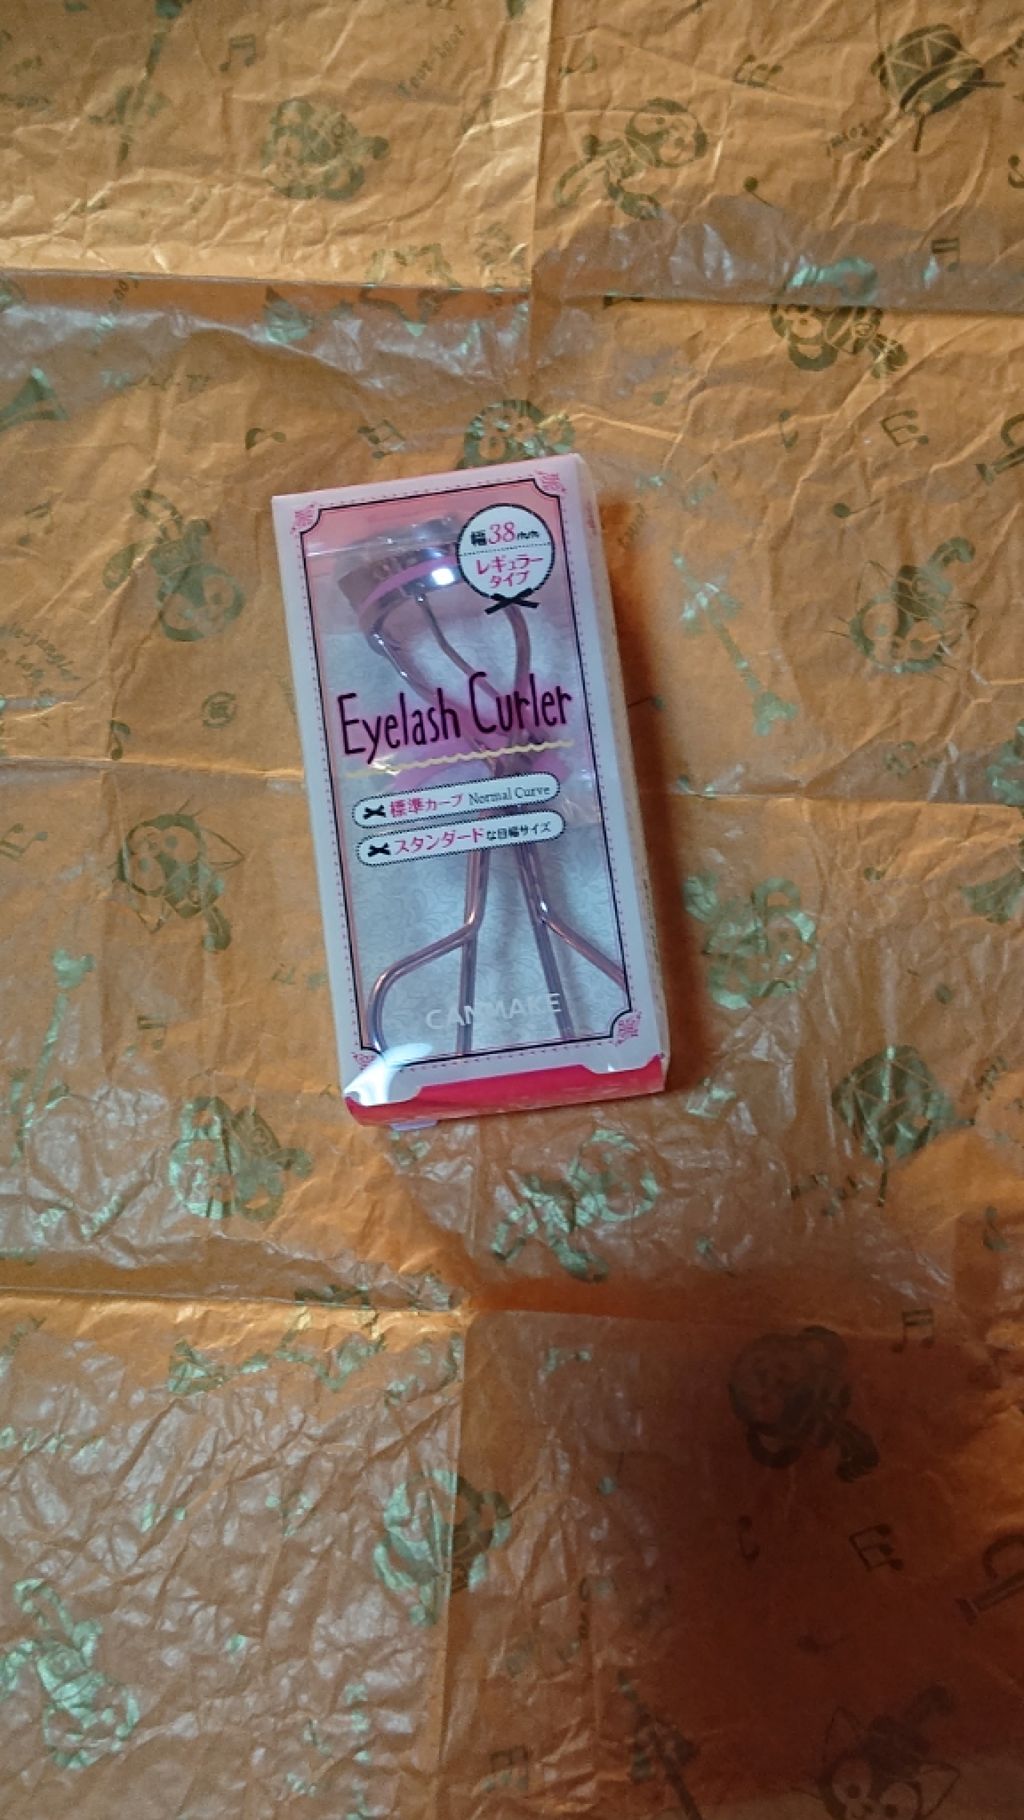 幅38mm
レギュラー
タイプ
Eyelash Curler
標準カーブ Normal Curve
スタンダードな目幅サイズ
CANMAKE